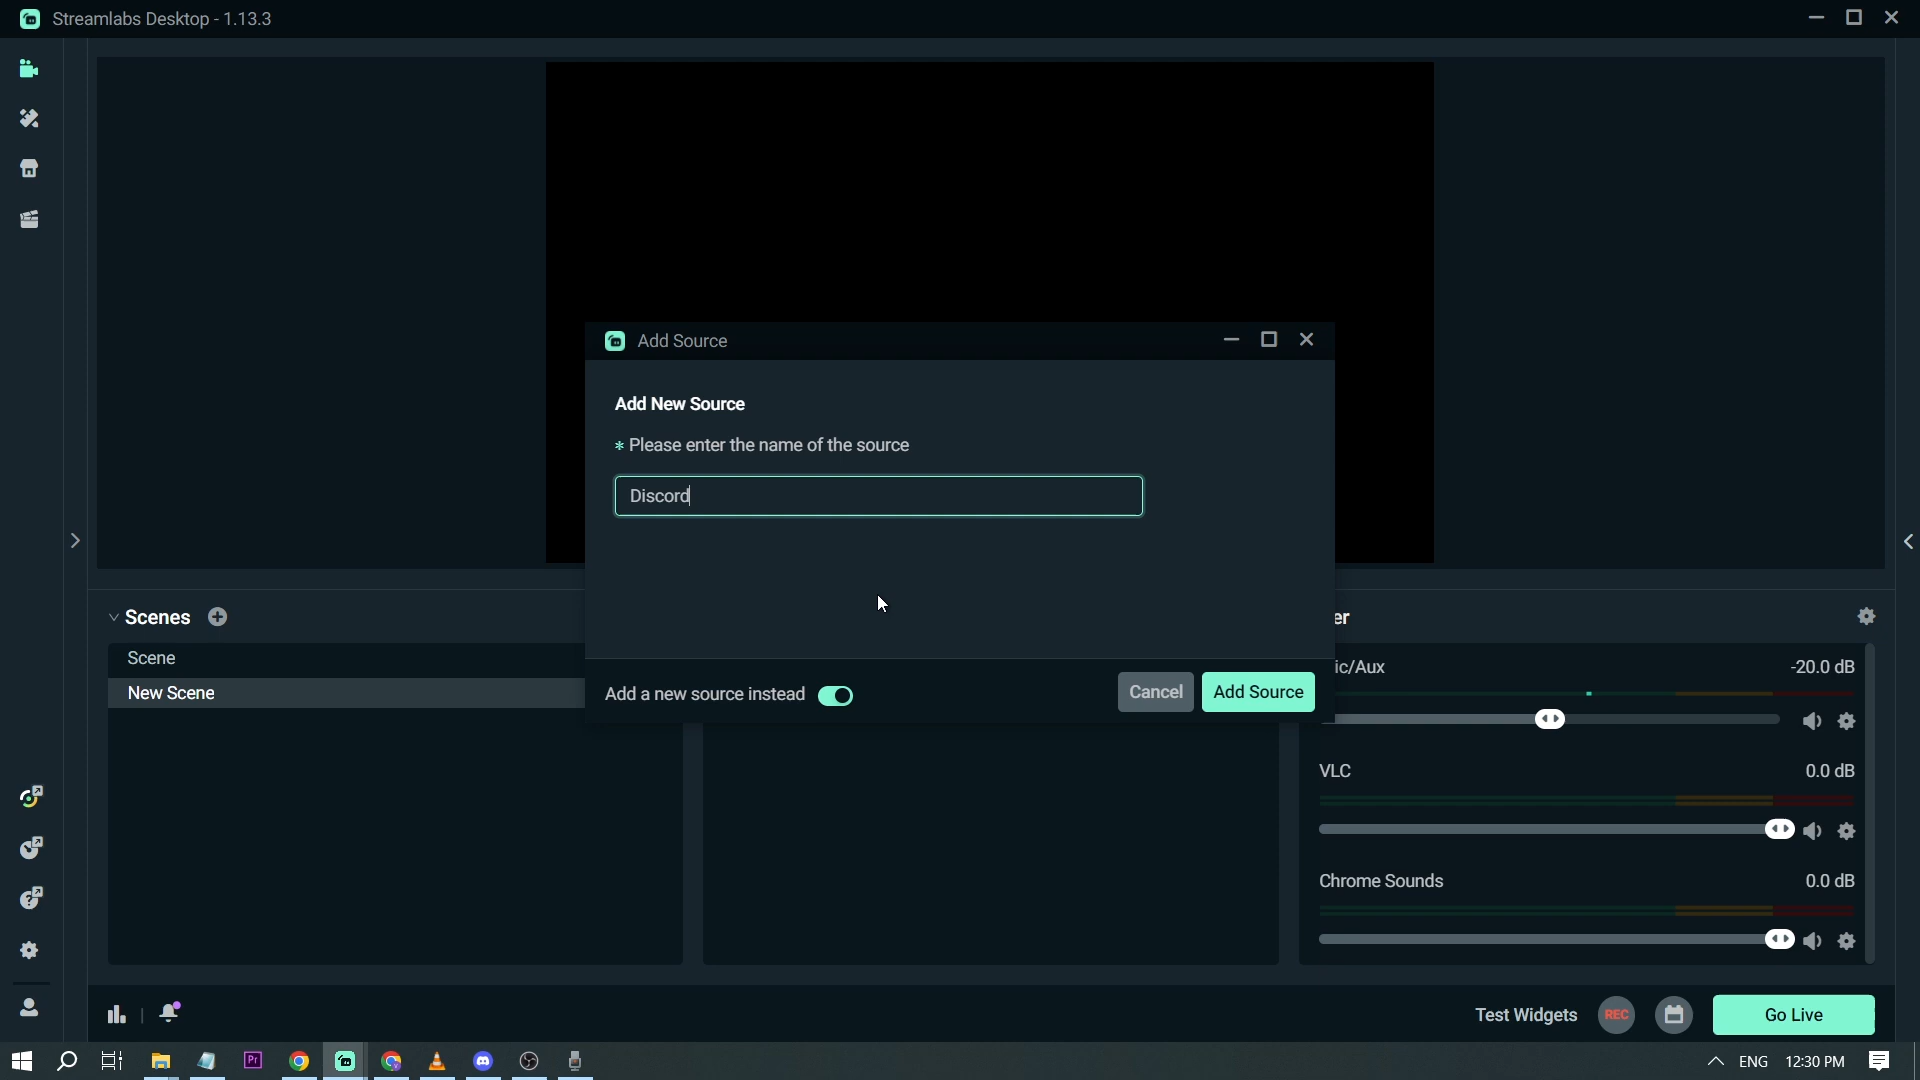 Streamlabs Desktop - 1.13.3
Add Source
Add New Source
* Please enter the name of the source
Discord
Add a new source instead
Cancel
Add Source
Scenes
Scene
New Scene
er
ic/Aux
-20.0 dB
VLC
0.0 dB
Chrome Sounds
0.0 dB
Test Widgets
REC
Go Live
Pr
ENG
12:30 PM